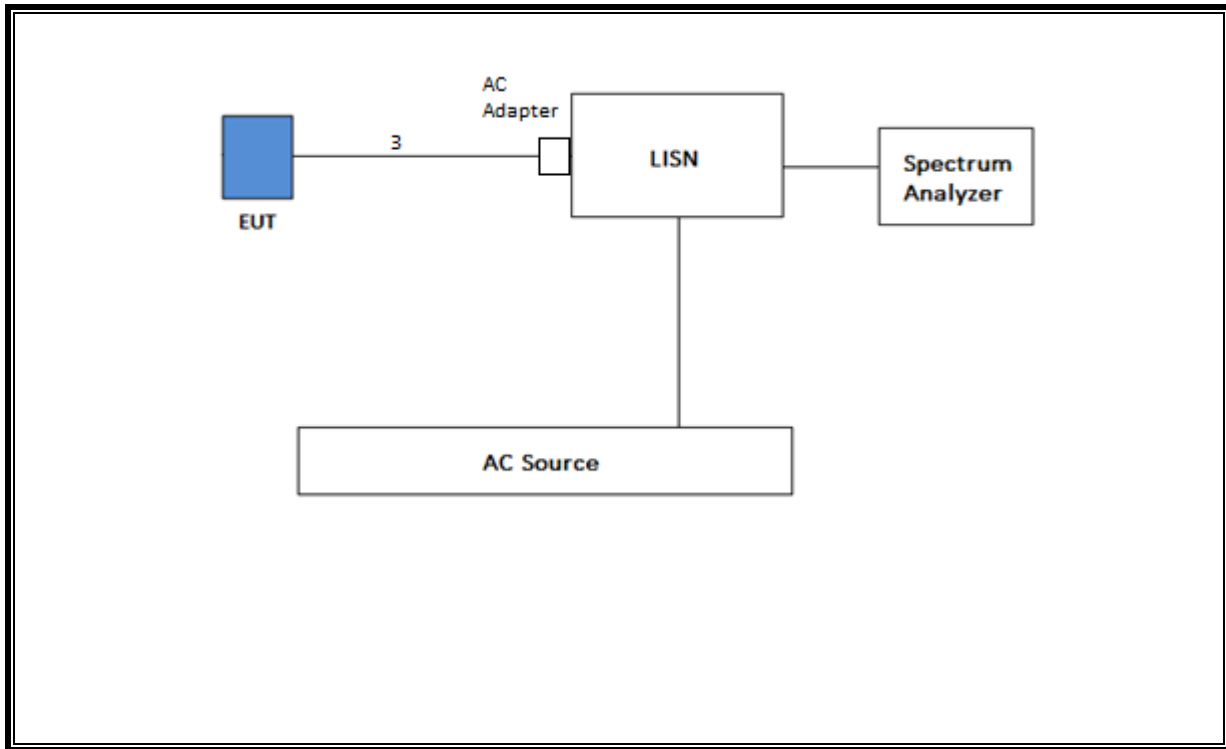 AC
Adapter
3
LISN
Spectrum
Analyzer
EUT
AC Source